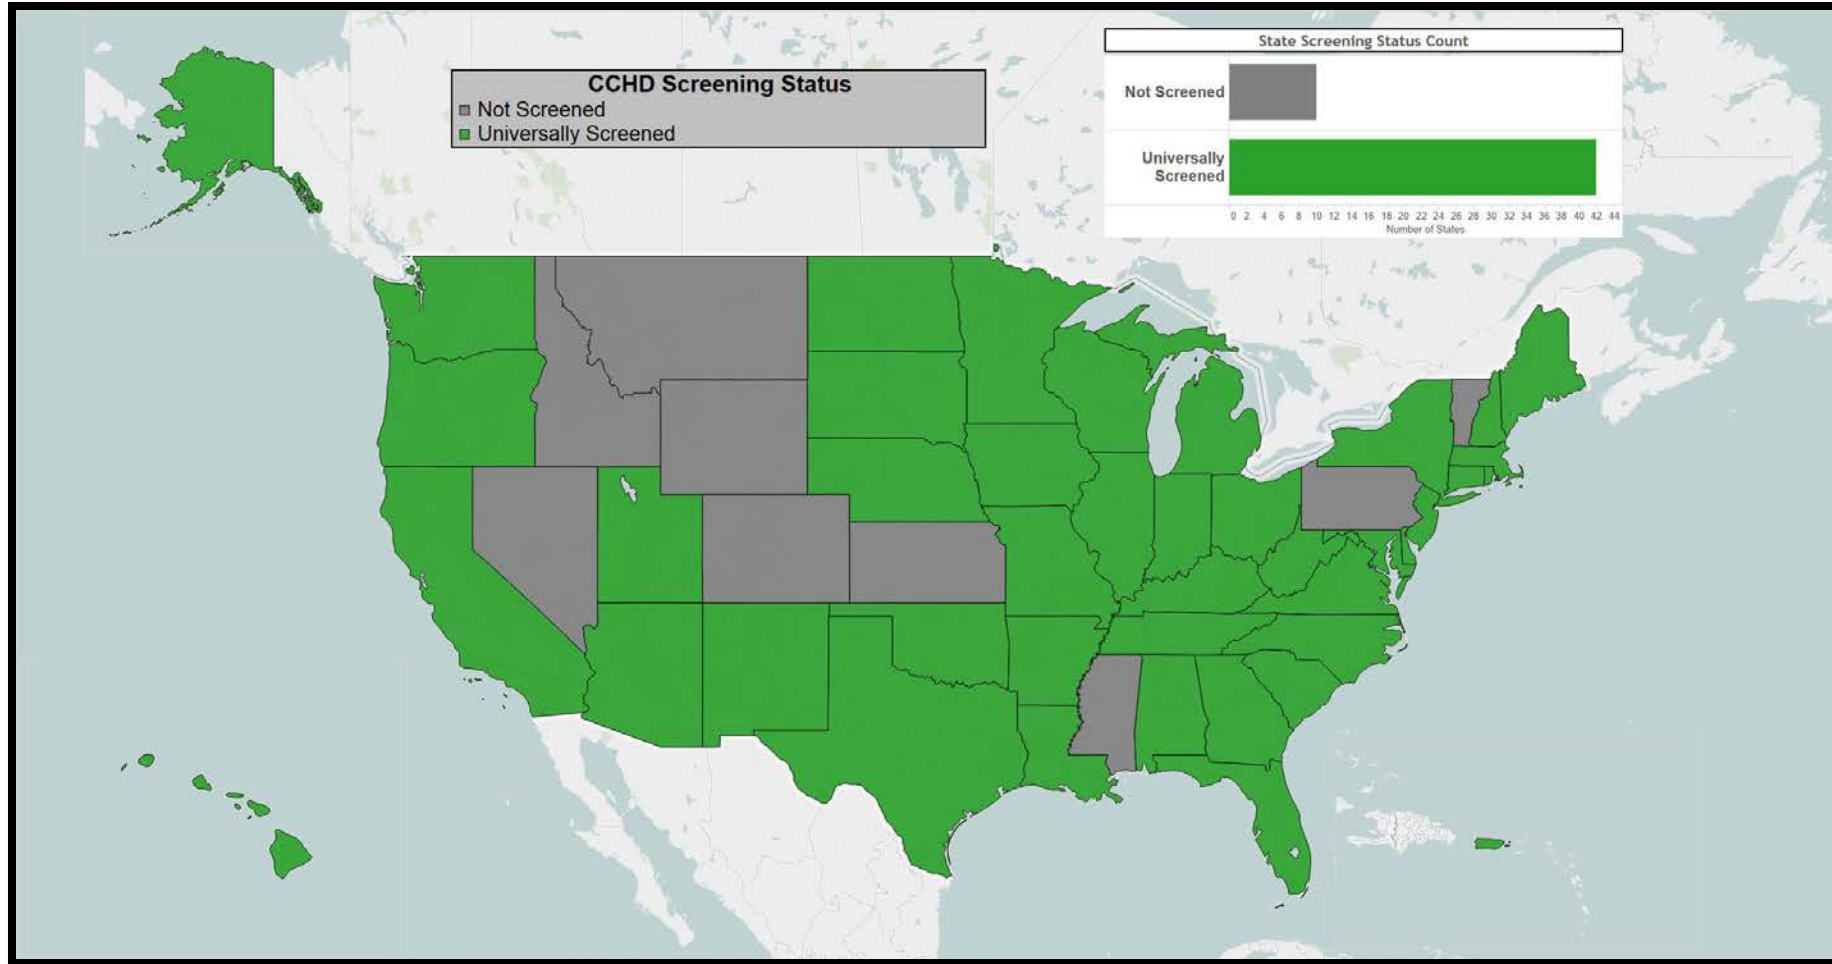 CCHD Screening Status
Not Screened
Universally Screened
State Screening Status Count
Not Screened
Universally
Screened
0 2 4 6 8 10 12 14 16 18 20 22 24 26 28 30 32 34 36 38 40 42 44
Number of States